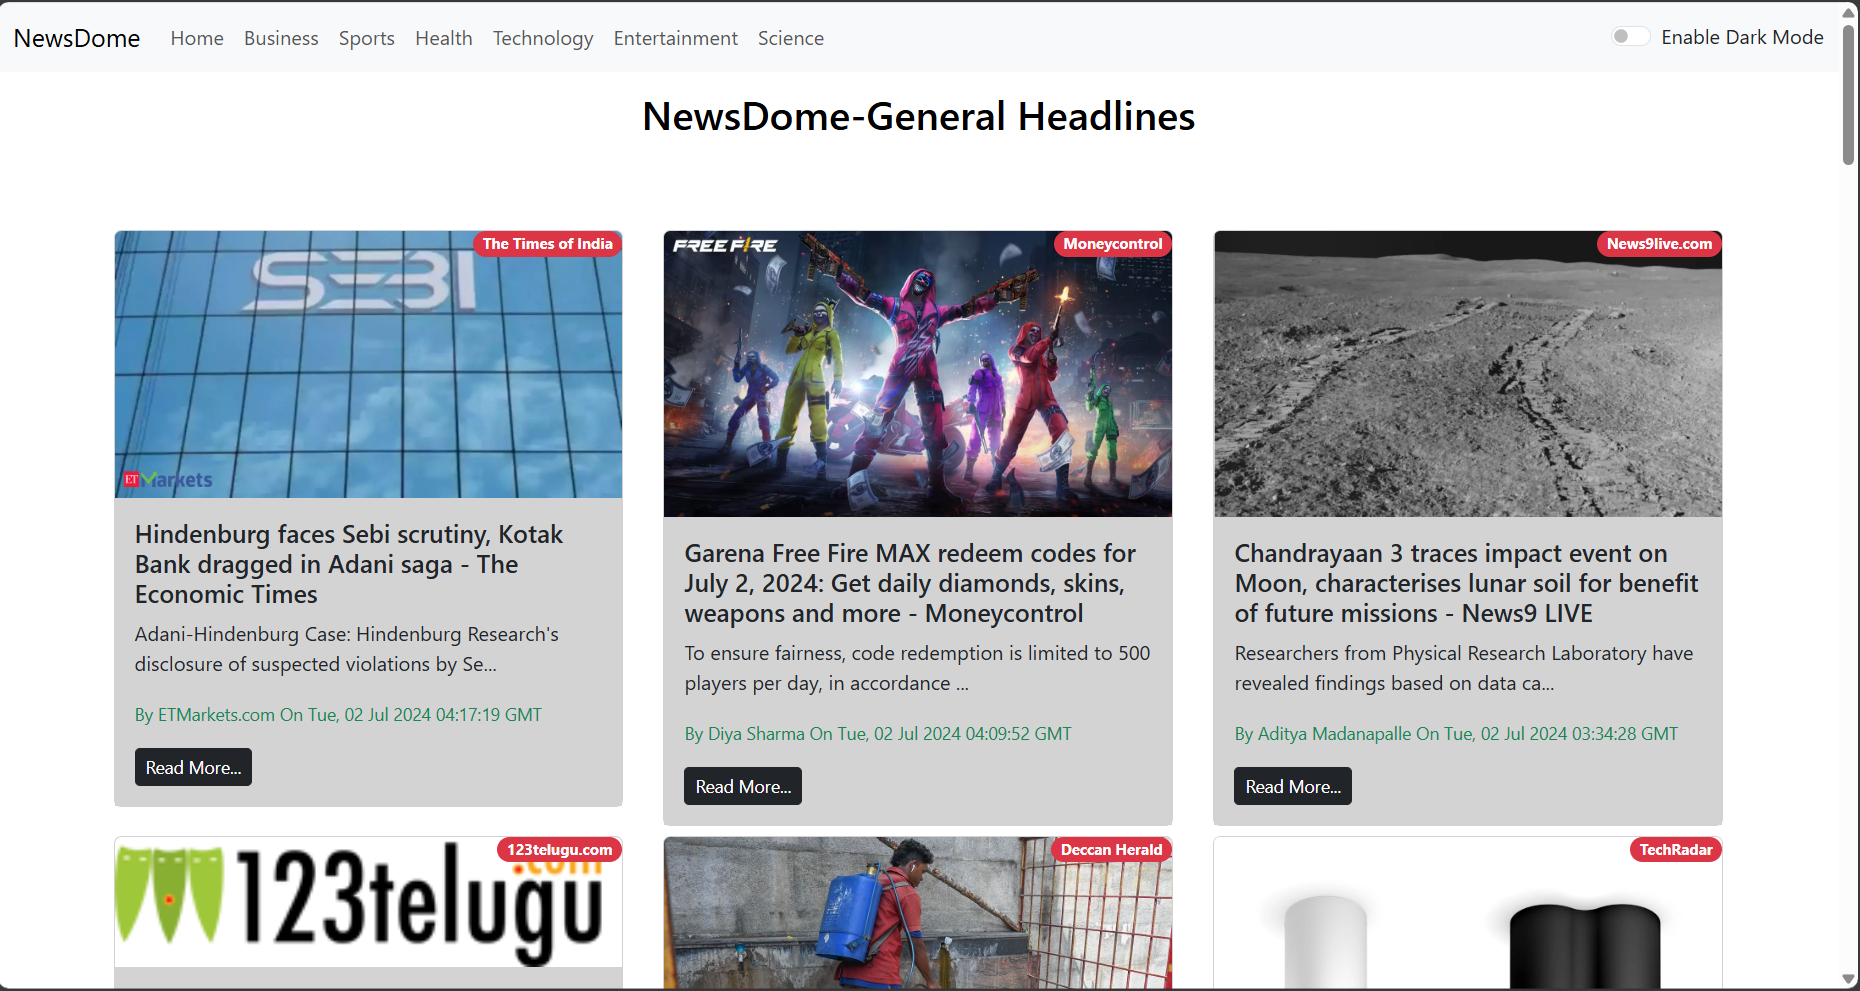 NewsDome Home Business Sports Health Technology Entertainment Science Enable Dark Mode
NewsDome-General Headlines
The Times of India
SEBI
ET Markets
Hindenburg faces Sebi scrutiny, Kotak
Bank dragged in Adani saga - The
Economic Times
Adani-Hindenburg Case: Hindenburg Research's
disclosure of suspected violations by Se...
By ETMarkets.com On Tue, 02 Jul 2024 04:17:19 GMT
Read More...
FREE FIRE
Moneycontrol
Garena Free Fire MAX redeem codes for
July 2, 2024: Get daily diamonds, skins,
weapons and more - Moneycontrol
To ensure fairness, code redemption is limited to 500
players per day, in accordance ...
By Diya Sharma On Tue, 02 Jul 2024 04:09:52 GMT
Read More...
News9live.com
Chandrayaan 3 traces impact event on
Moon, characterises lunar soil for benefit
of future missions - News9 LIVE
Researchers from Physical Research Laboratory have
revealed findings based on data ca...
By Aditya Madanapalle On Tue, 02 Jul 2024 03:34:28 GMT
Read More...
123telugu.com
.com
123telugu
Deccan Herald
TechRadar